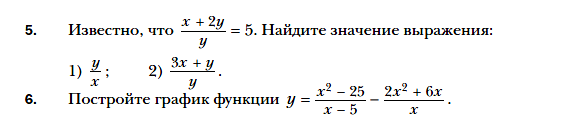 5. Известно, что (x + 2y)/y = 5. Найдите значение выражения:
1) y/x ; 2) (3x + y)/y .
6. Постройте график функции y = (x² − 25)/(x − 5) − (2x² + 6x)/x .